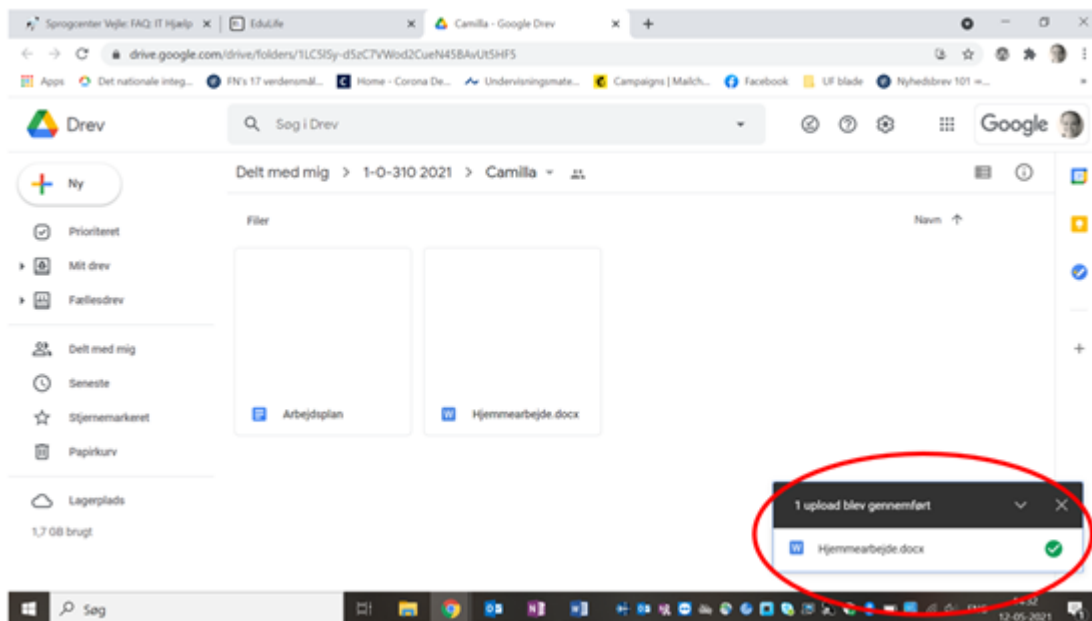 Sprogcenter Vejle: FAQ: IT Hjælp
EduLife
Camilla - Google Drev
drive.google.com/drive/folders/
Apps
Det nationale integ...
FN's 17 verdensmål...
Home - Corona De...
Undervisningsmate...
Campaigns | Mailch...
Facebook
UF blade
Nyhedsbrev 101 –...
Drev
Søg i Drev
Google
Ny
Delt med mig > 1-0-310 2021 > Camilla
Filer
Navn
Prioriteret
Mit drev
Fællesdrev
Delt med mig
Seneste
Stjernemarkeret
Papirkurv
Lagerplads
1,7 GB brugt
Arbejdsplan
Hjemmearbejde.docx
1 upload blev gennemført
Hjemmearbejde.docx
Søg
ENG
14:32
12-05-2021